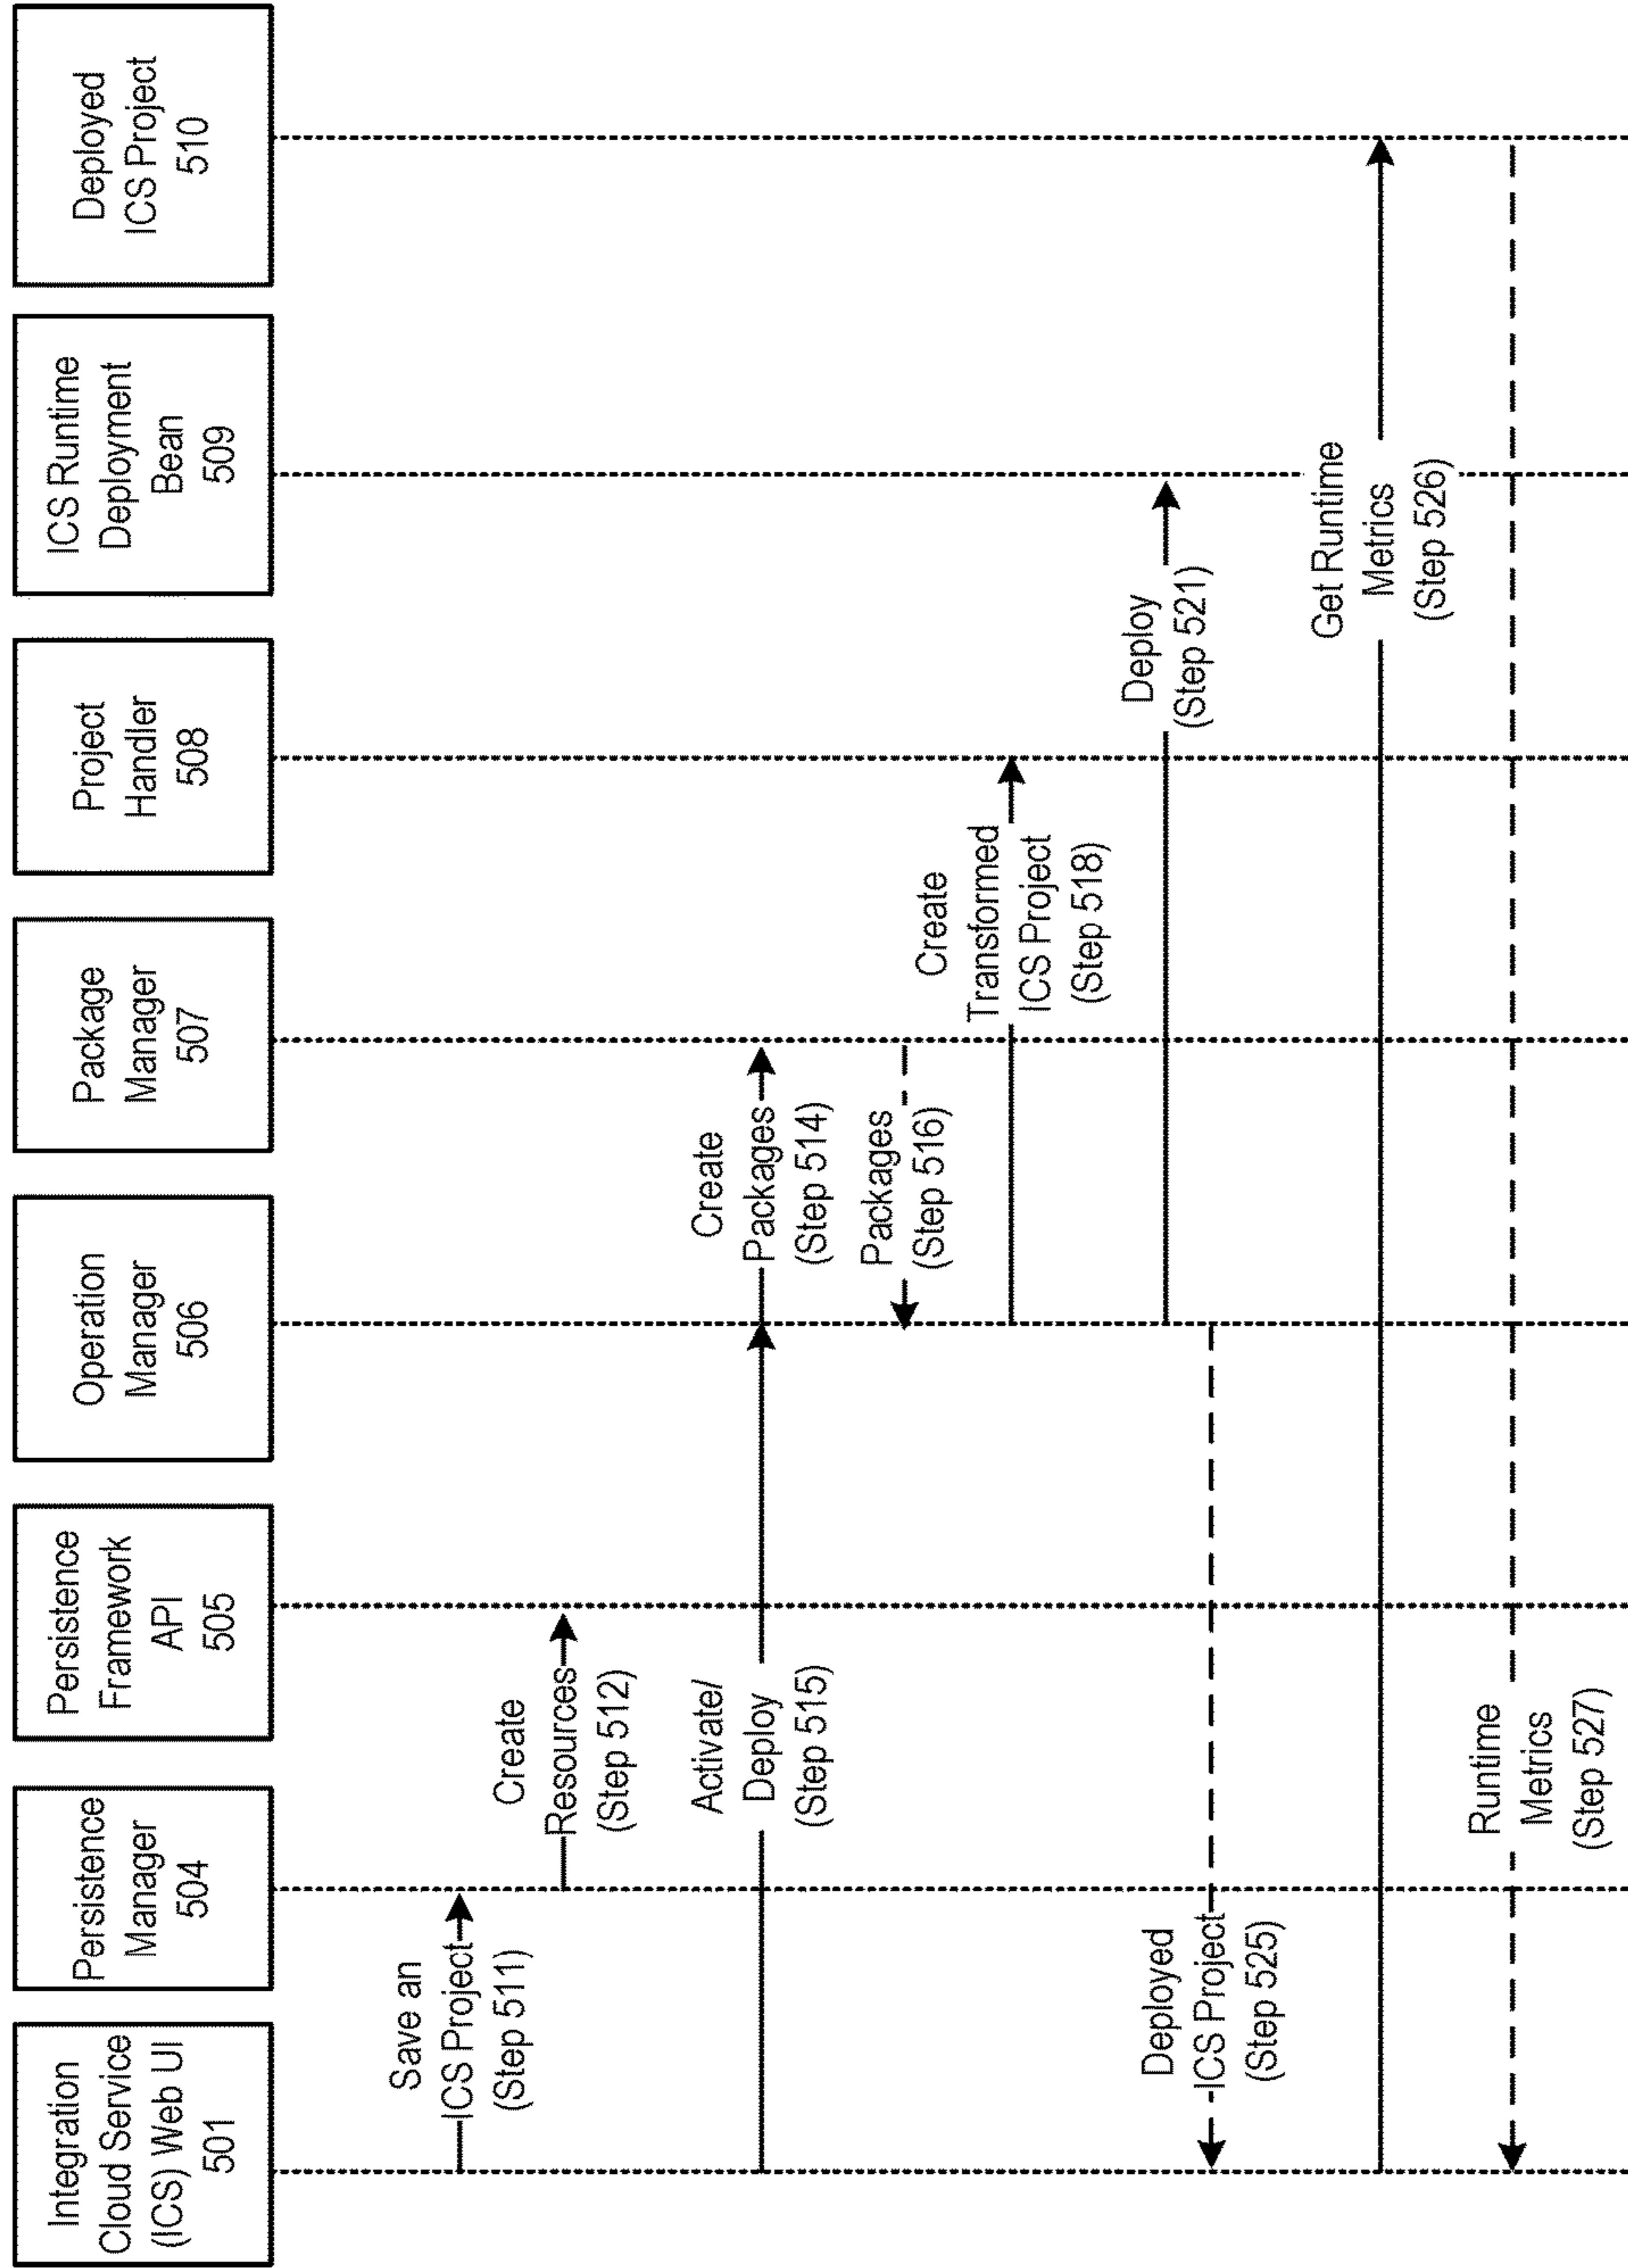 Integration
Cloud Service
(ICS) Web UI
501
Persistence
Manager
504
Persistence
Framework
API
505
Operation
Manager
506
Package
Manager
507
Project
Handler
508
ICS Runtime
Deployment
Bean
509
Deployed
ICS Project
510
Save an
ICS Project
(Step 511)
Create
Resources
(Step 512)
Activate/
Deploy
(Step 515)
Create
Packages
(Step 514)
Packages
(Step 516)
Create
Transformed
ICS Project
(Step 518)
Deploy
(Step 521)
Deployed
ICS Project
(Step 525)
Get Runtime
Metrics
(Step 526)
Runtime
Metrics
(Step 527)